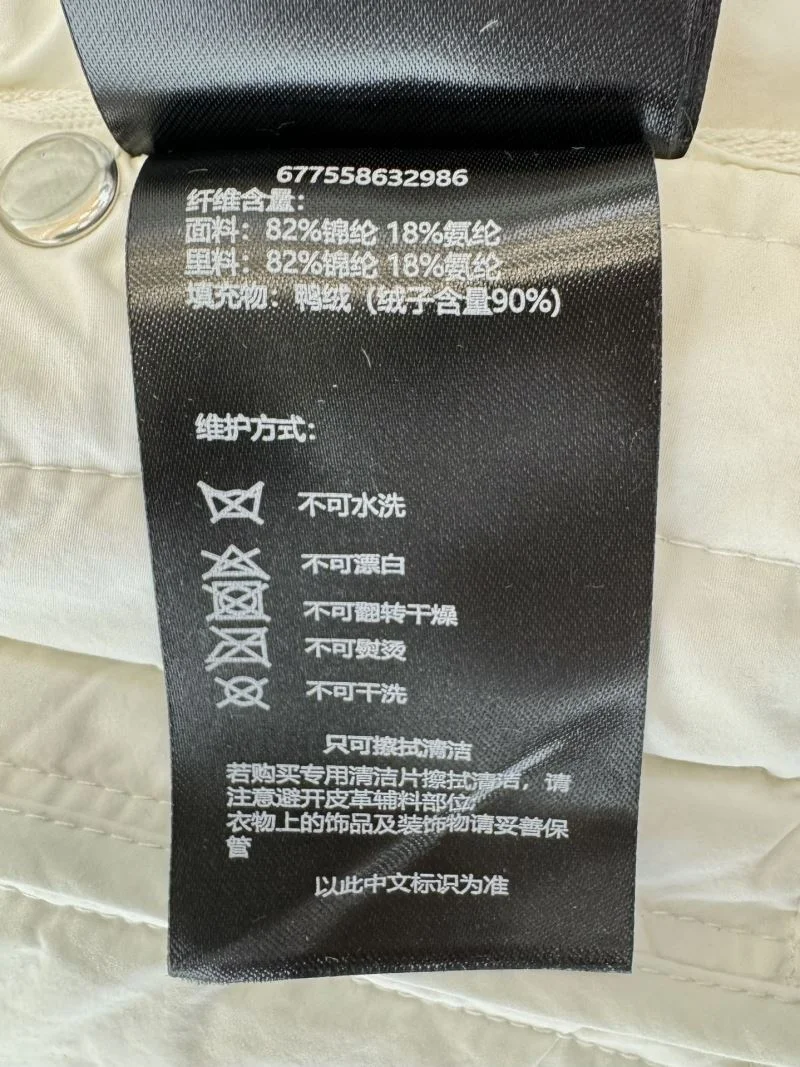 677558632986
纤维含量：
面料：82%锦纶 18%氨纶
里料：82%锦纶 18%氨纶
填充物：鸭绒（绒子含量90%）
维护方式：
不可水洗
不可漂白
不可翻转干燥
不可熨烫
不可干洗
只可擦拭清洁
若购买专用清洁片擦拭清洁，请
注意避开皮革辅料部位。
衣物上的饰品及装饰物请妥善保
管
以此中文标识为准